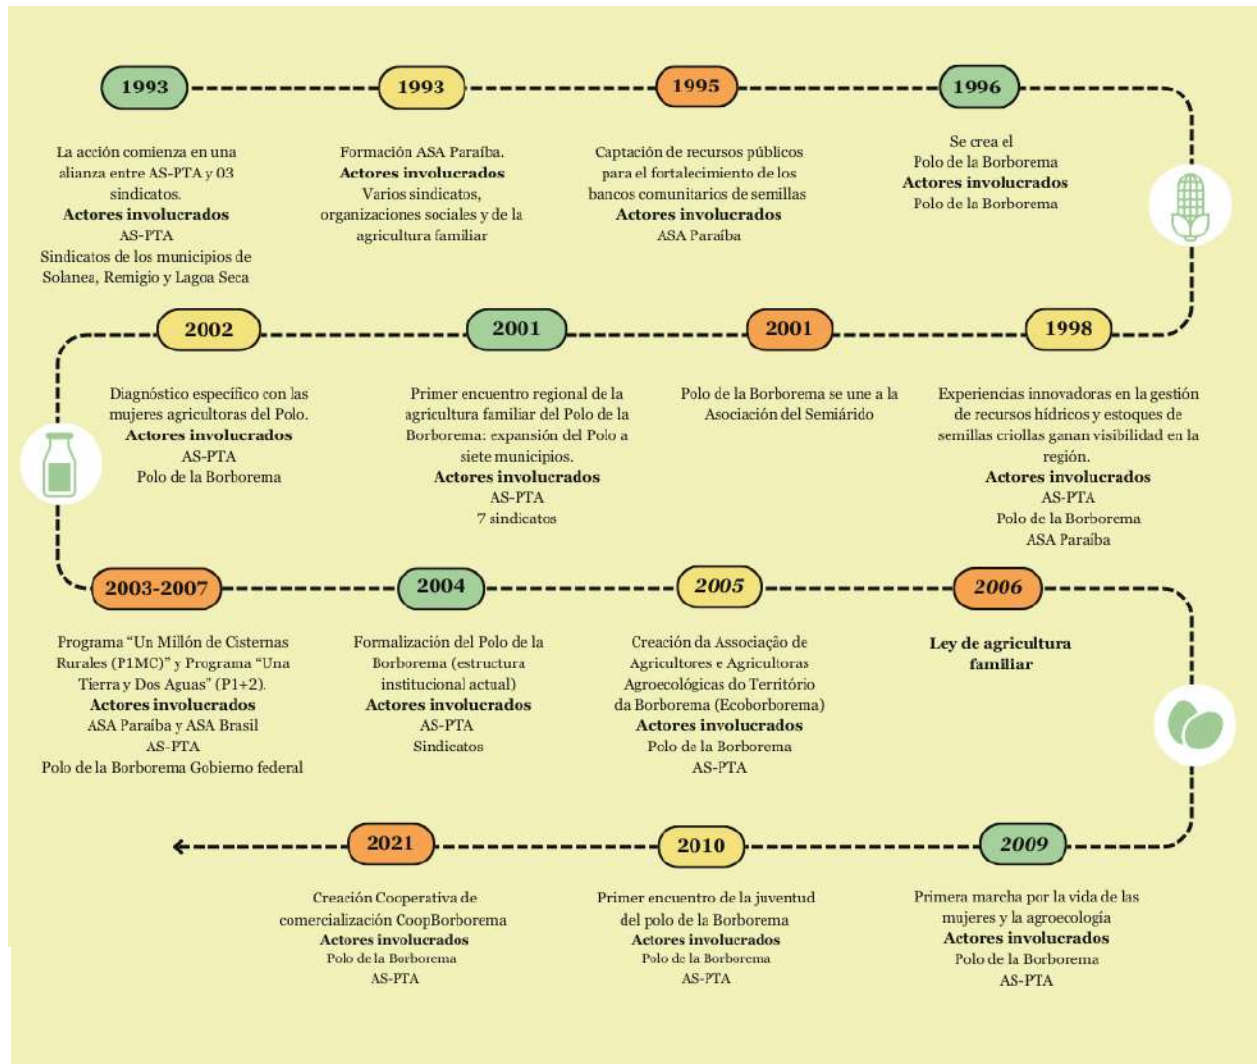 1993
La acción comienza en una
alianza entre AS-PTA y 03
sindicatos.
Actores involucrados
AS-PTA
Sindicatos de los municipios de
Solanea, Remigio y Lagoa Seca
1993
Formación ASA Paraíba.
Actores involucrados
Varios sindicatos,
organizaciones sociales y de la
agricultura familiar
1995
Captación de recursos públicos
para el fortalecimiento de los
bancos comunitarios de semillas
Actores involucrados
ASA Paraíba
1996
Se crea el
Polo de la Borborema
Actores involucrados
Polo de la Borborema
1998
Experiencias innovadoras en la gestión
de recursos hídricos y estoques de
semillas criollas ganan visibilidad en la
región.
Actores involucrados
AS-PTA
Polo de la Borborema
ASA Paraíba
2001
Polo de la Borborema se une a la
Asociación del Semiárido
2001
Primer encuentro regional de la
agricultura familiar del Polo de la
Borborema: expansión del Polo a
siete municipios.
Actores involucrados
AS-PTA
7 sindicatos
2002
Diagnóstico específico con las
mujeres agricultoras del Polo.
Actores involucrados
AS-PTA
Polo de la Borborema
2003-2007
Programa “Un Millón de Cisternas
Rurales (P1MC)” y Programa “Una
Tierra y Dos Aguas” (P1+2).
Actores involucrados
ASA Paraíba y ASA Brasil
AS-PTA
Polo de la Borborema Gobierno federal
2004
Formalización del Polo de la
Borborema (estructura
institucional actual)
Actores involucrados
AS-PTA
Sindicatos
2005
Creación da Associação de
Agricultores e Agricultoras
Agroecológicas do Território
da Borborema (Ecoborborema)
Actores involucrados
Polo de la Borborema
AS-PTA
2006
Ley de agricultura
familiar
2009
Primera marcha por la vida de las
mujeres y la agroecología
Actores involucrados
Polo de la Borborema
AS-PTA
2010
Primer encuentro de la juventud
del polo de la Borborema
Actores involucrados
Polo de la Borborema
AS-PTA
2021
Creación Cooperativa de
comercialización CoopBorborema
Actores involucrados
Polo de la Borborema
AS-PTA